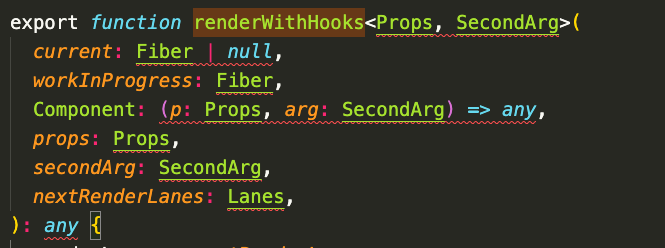 export function renderWithHooks<Props, SecondArg>(
  current: Fiber | null,
  workInProgress: Fiber,
  Component: (p: Props, arg: SecondArg) => any,
  props: Props,
  secondArg: SecondArg,
  nextRenderLanes: Lanes,
): any {